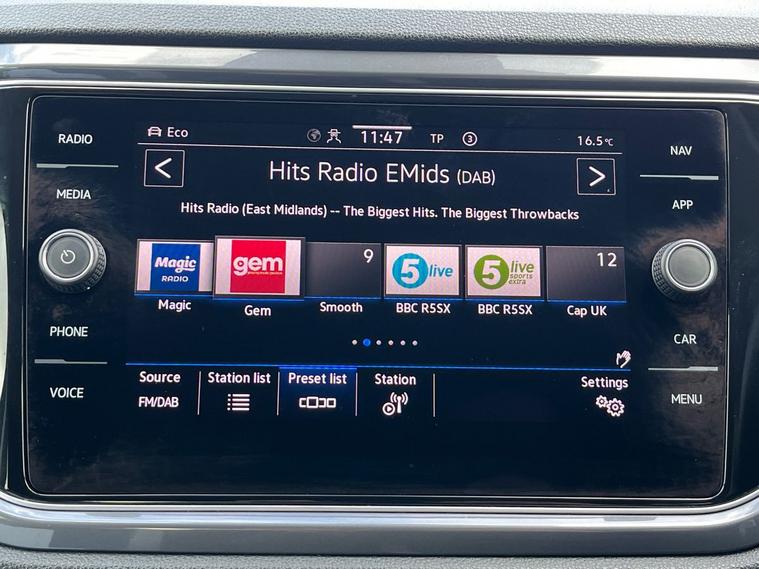 RADIO
MEDIA
PHONE
VOICE
Eco
11:47
TP
3
16.5°C
Hits Radio EMids (DAB)
Hits Radio (East Midlands) -- The Biggest Hits. The Biggest Throwbacks
Magic
RADIO
gem
9
5 live
5 live
sports
extra
12
Magic
Gem
Smooth
BBC R5SX
BBC R5SX
Cap UK
Source
FM/DAB
Station list
Preset list
Station
Settings
NAV
APP
CAR
MENU